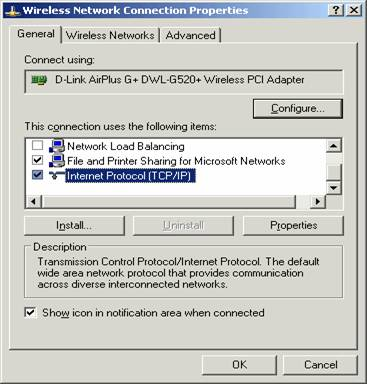 Wireless Network Connection Properties
General Wireless Networks Advanced
Connect using:
D-Link AirPlus G+ DWL-G520+ Wireless PCI Adapter
Configure...
This connection uses the following items:
Network Load Balancing
File and Printer Sharing for Microsoft Networks
Internet Protocol (TCP/IP)
Install... Uninstall Properties
Description
Transmission Control Protocol/Internet Protocol. The default
wide area network protocol that provides communication
across diverse interconnected networks.
Show icon in notification area when connected
OK Cancel